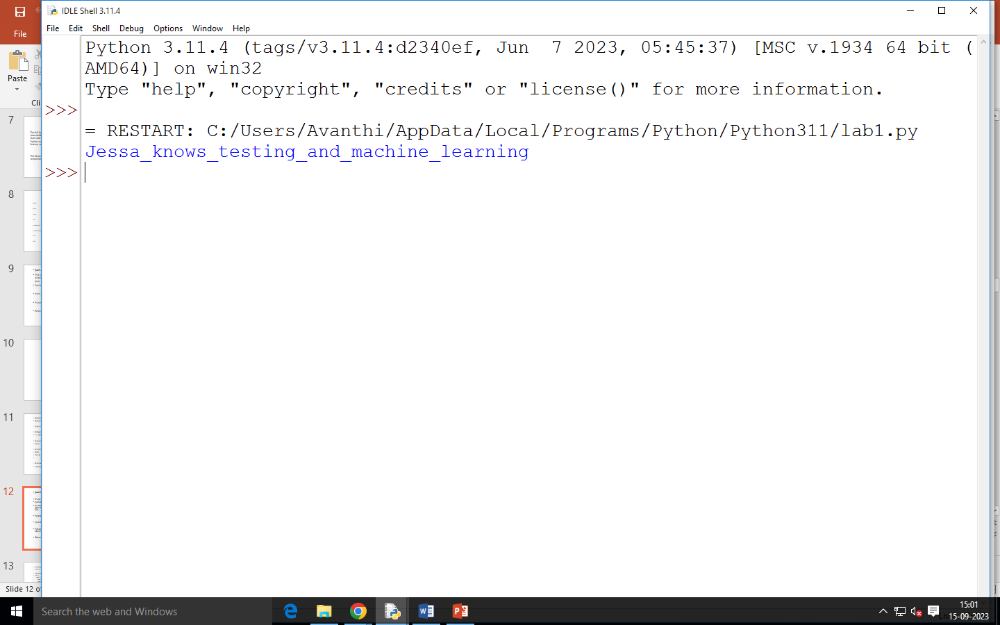 IDLE Shell 3.11.4
File
File Edit Shell Debug Options Window Help
Paste
Python 3.11.4 (tags/v3.11.4:d2340ef, Jun  7 2023, 05:45:37) [MSC v.1934 64 bit (
AMD64)] on win32
Type "help", "copyright", "credits" or "license()" for more information.
>>>
= RESTART: C:/Users/Avanthi/AppData/Local/Programs/Python/Python311/lab1.py
Jessa_knows_testing_and_machine_learning
>>>
7
8
9
10
11
12
13
Slide 12
Search the web and Windows
15:01
15-09-2023